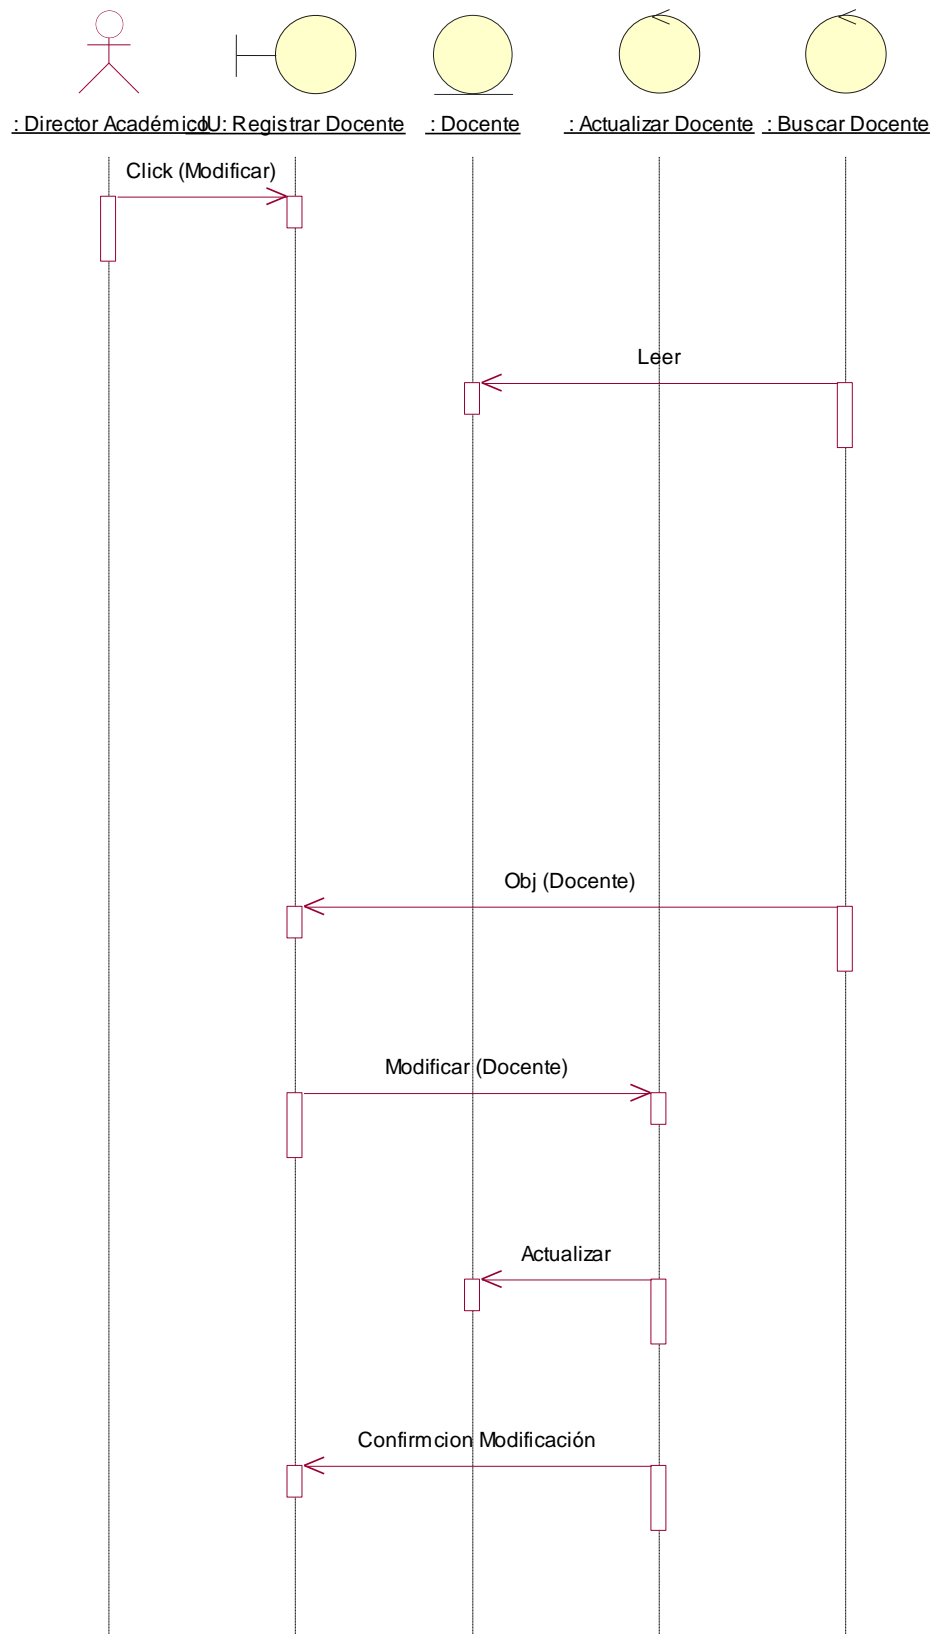 : Director Académico
IU: Registrar Docente
: Docente
: Actualizar Docente
: Buscar Docente
Click (Modificar)
Leer
Obj (Docente)
Modificar (Docente)
Actualizar
Confirmcion Modificación